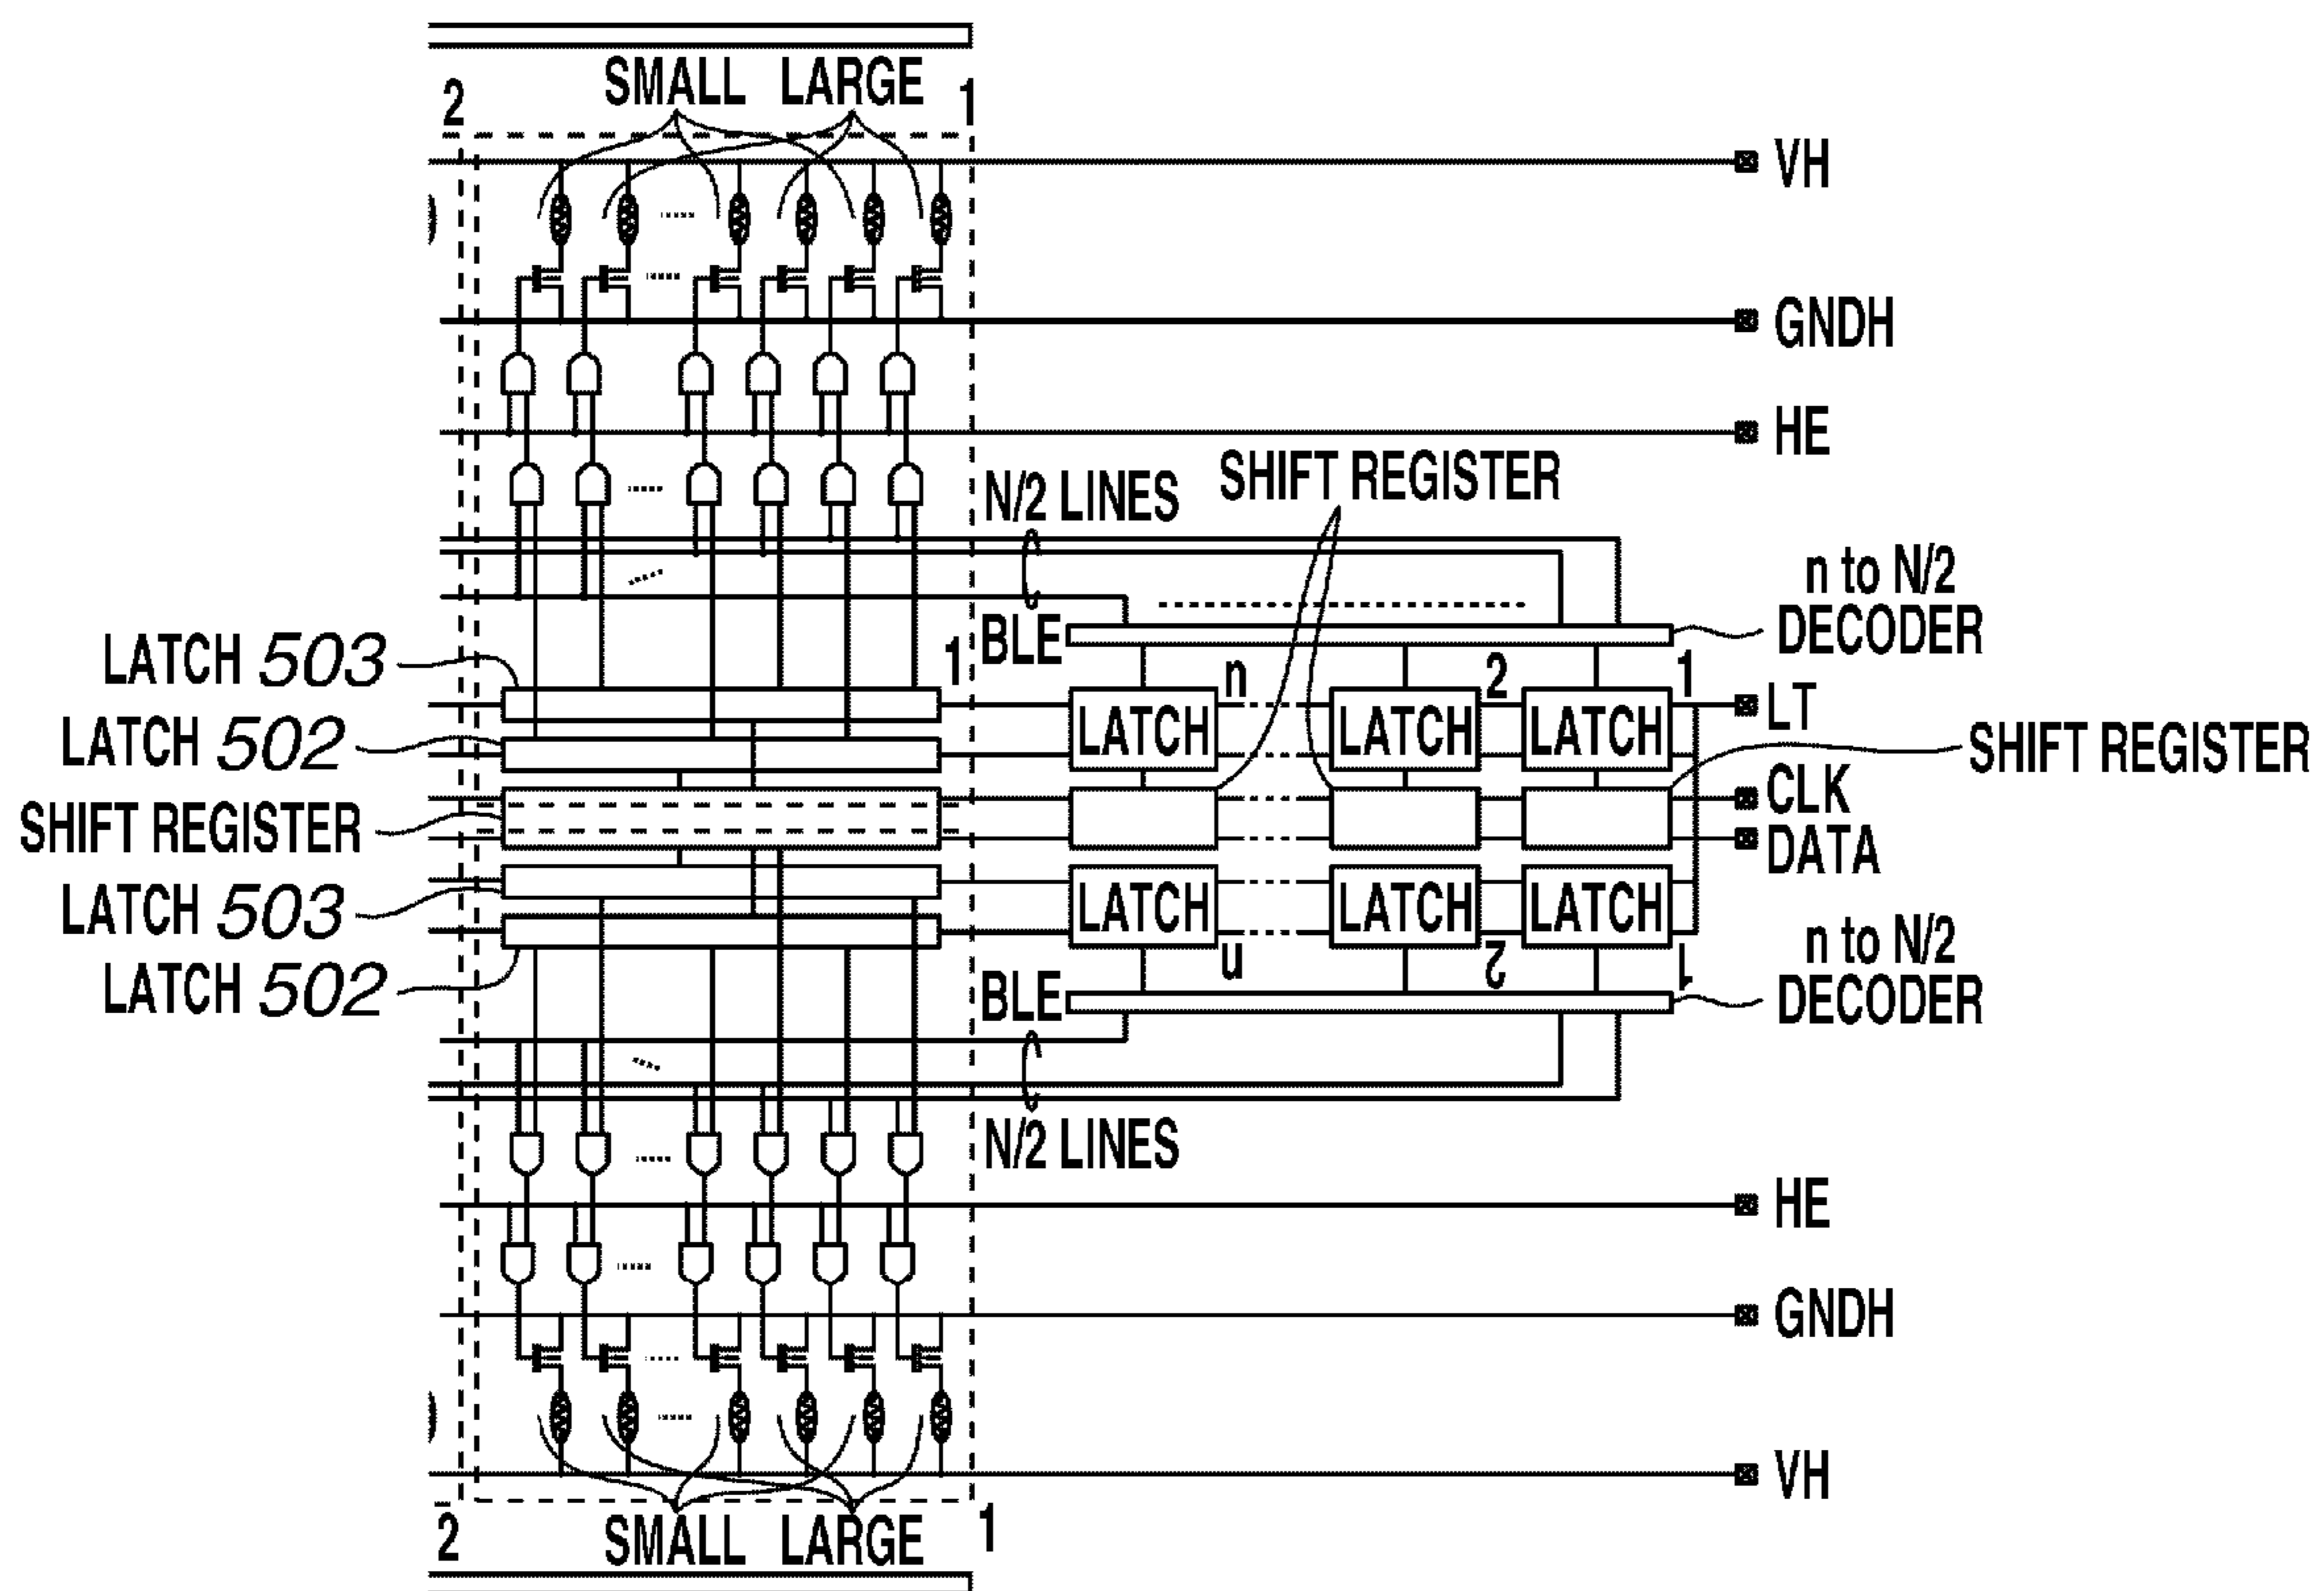 SMALL LARGE
2
1
VH
GNDH
HE
N/2 LINES
SHIFT REGISTER
n to N/2
DECODER
BLE
LATCH 503
1
n
2
1
LATCH
LATCH
LATCH
LT
LATCH 502
SHIFT REGISTER
CLK
SHIFT REGISTER
DATA
LATCH 503
LATCH
LATCH
LATCH
n
2
1
n to N/2
DECODER
LATCH 502
BLE
N/2 LINES
HE
GNDH
VH
2
SMALL LARGE
1